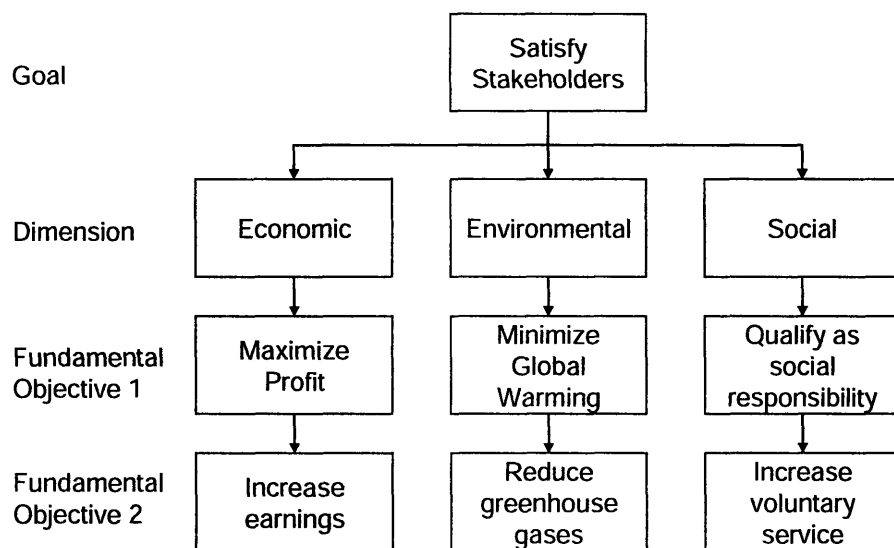 Goal
Satisfy
Stakeholders
Dimension
Economic
Environmental
Social
Fundamental
Objective 1
Maximize
Profit
Minimize
Global
Warming
Qualify as
social
responsibility
Fundamental
Objective 2
Increase
earnings
Reduce
greenhouse
gases
Increase
voluntary
service